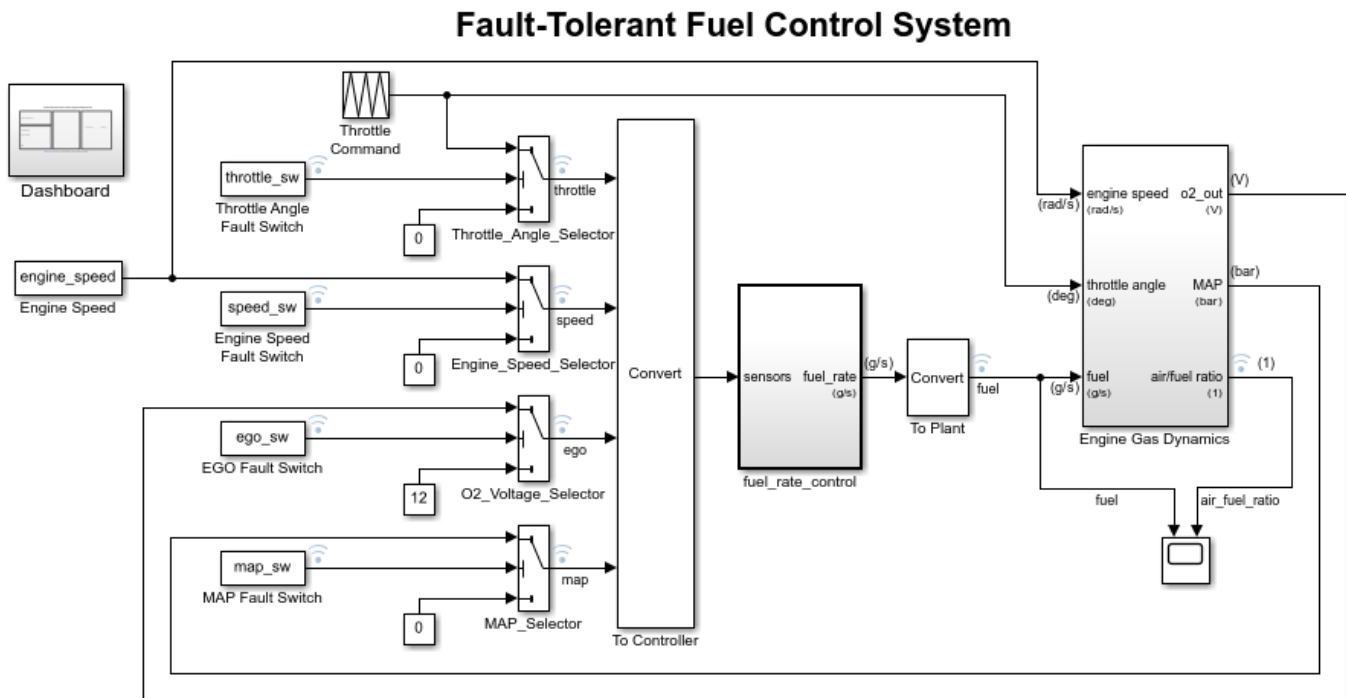 Fault-Tolerant Fuel Control System
Dashboard
Throttle
Command
throttle_sw
Throttle Angle
Fault Switch
0
throttle
Throttle_Angle_Selector
engine_speed
Engine Speed
speed_sw
Engine Speed
Fault Switch
0
speed
Engine_Speed_Selector
ego_sw
EGO Fault Switch
12
ego
O2_Voltage_Selector
map_sw
MAP Fault Switch
0
map
MAP_Selector
Convert
To Controller
sensors
fuel_rate
(g/s)
fuel_rate_control
(g/s)
Convert
To Plant
fuel
(rad/s)
engine speed
(rad/s)
o2_out
(V)
(V)
(deg)
throttle angle
(deg)
MAP
(bar)
(bar)
(g/s)
fuel
(g/s)
air/fuel ratio
(1)
(1)
Engine Gas Dynamics
fuel
air_fuel_ratio